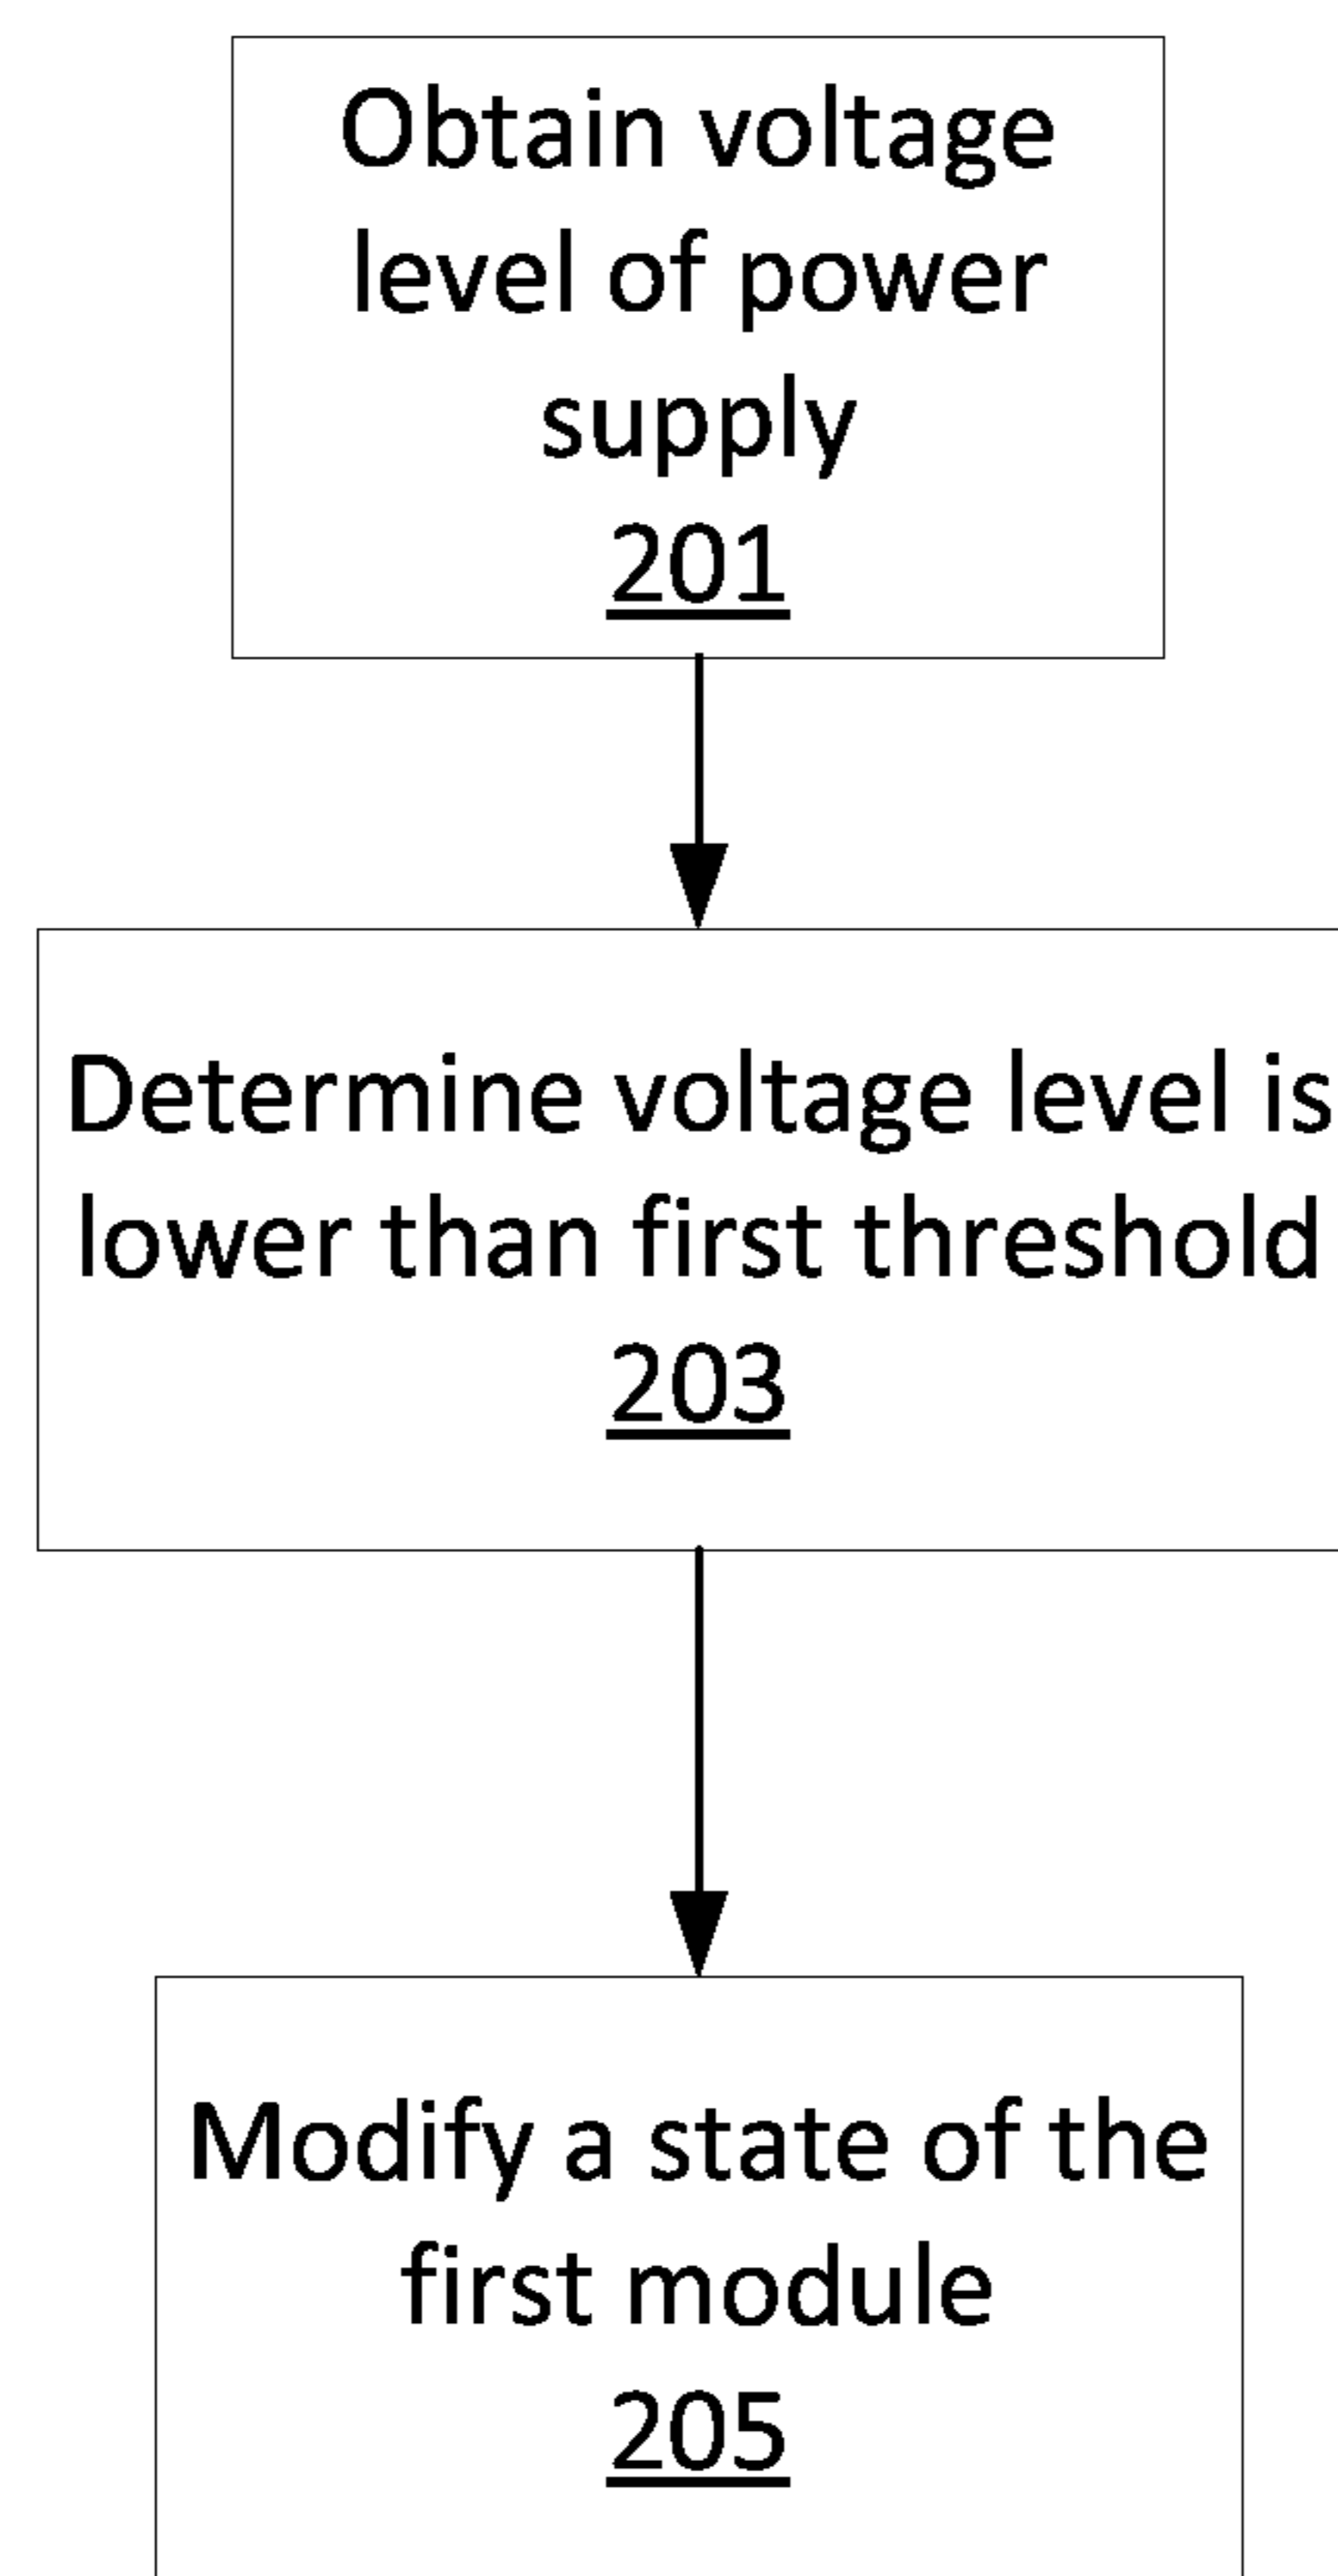 Obtain voltage
level of power
supply
201
Determine voltage level is
lower than first threshold
203
Modify a state of the
first module
205